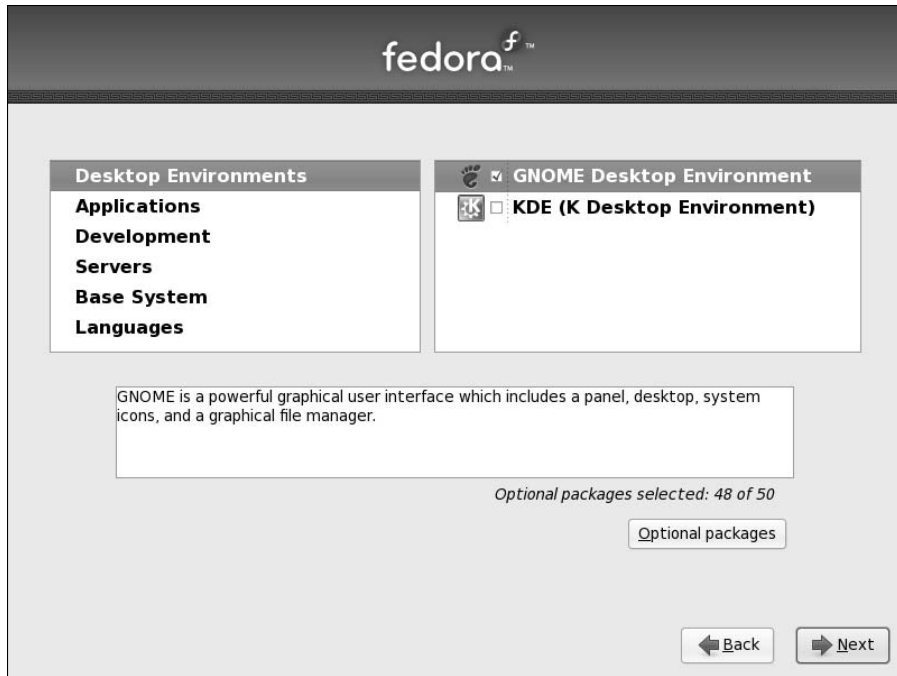 fedora f ™
™
Desktop Environments
Applications
Development
Servers
Base System
Languages
GNOME Desktop Environment
KDE (K Desktop Environment)
GNOME is a powerful graphical user interface which includes a panel, desktop, system
icons, and a graphical file manager.
Optional packages selected: 48 of 50
Optional packages
Back
Next